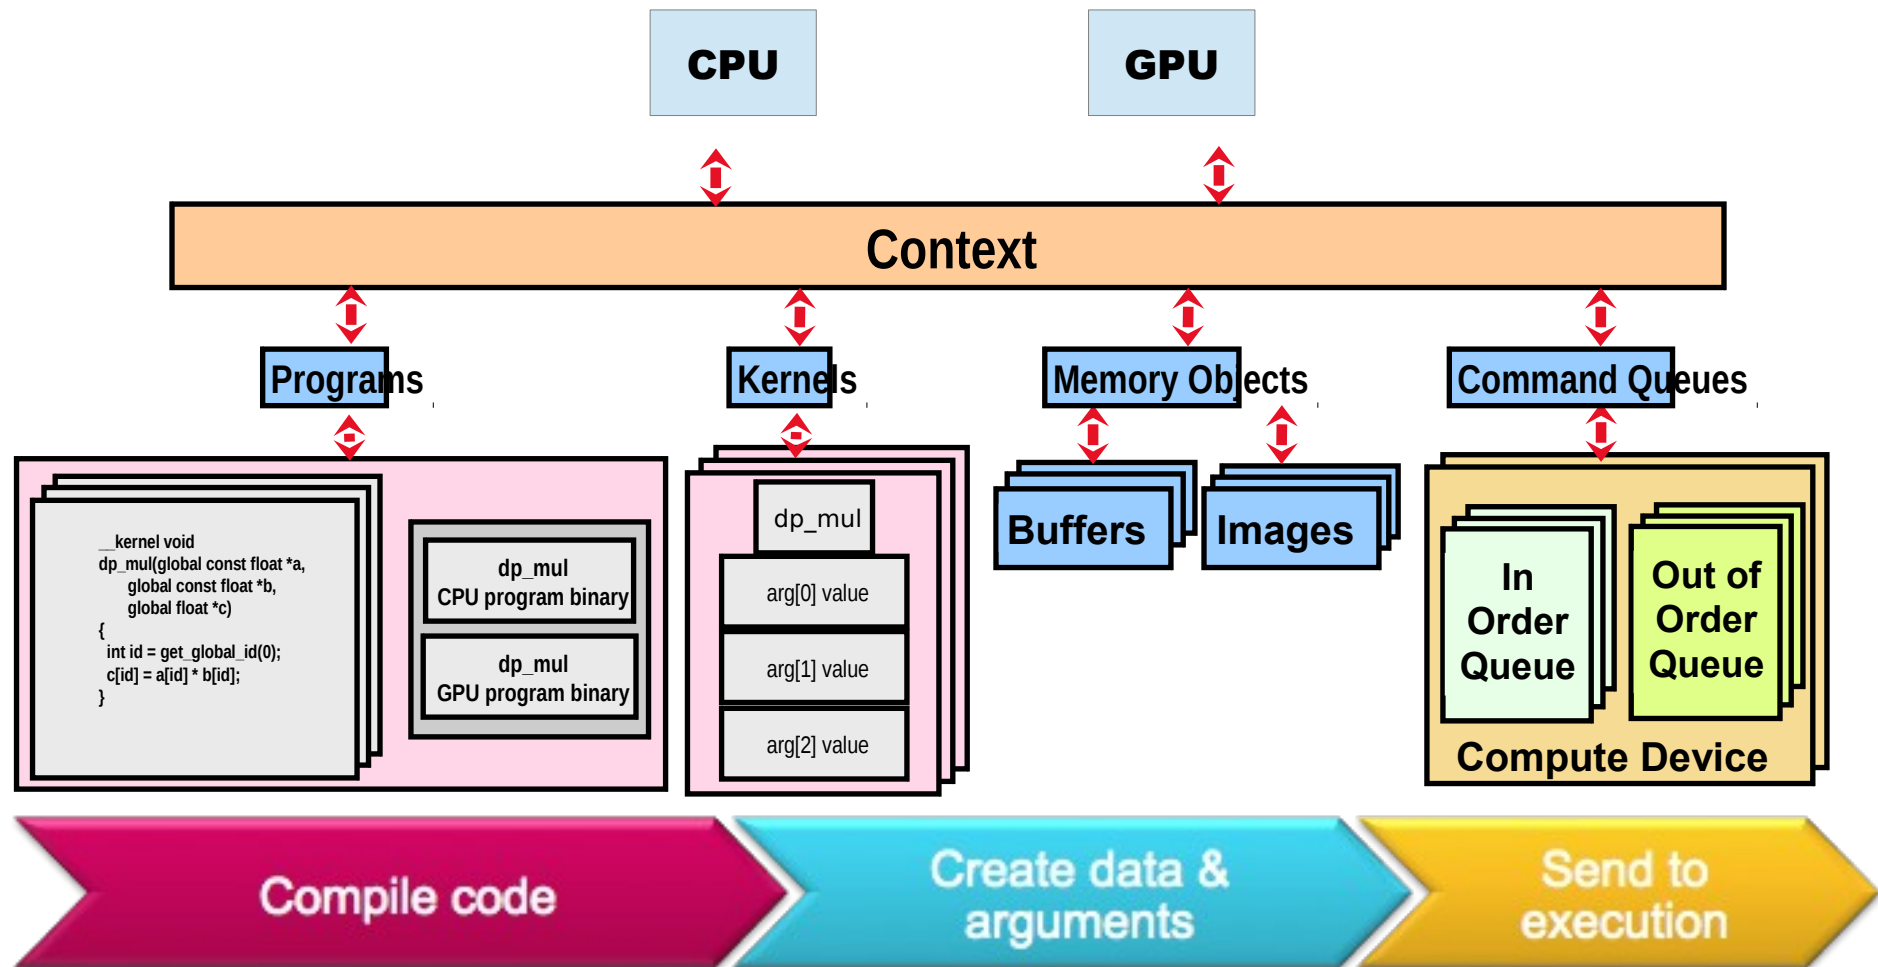 CPU
GPU
Context
Programs
Kernels
Memory Objects
Command Queues
__kernel void
dp_mul(global const float *a,
global const float *b,
global float *c)
{
int id = get_global_id(0);
c[id] = a[id] * b[id];
}
dp_mul
CPU program binary
dp_mul
GPU program binary
dp_mul
arg[0] value
arg[1] value
arg[2] value
Buffers
Images
In
Order
Queue
Out of
Order
Queue
Compute Device
Compile code
Create data &
arguments
Send to
execution